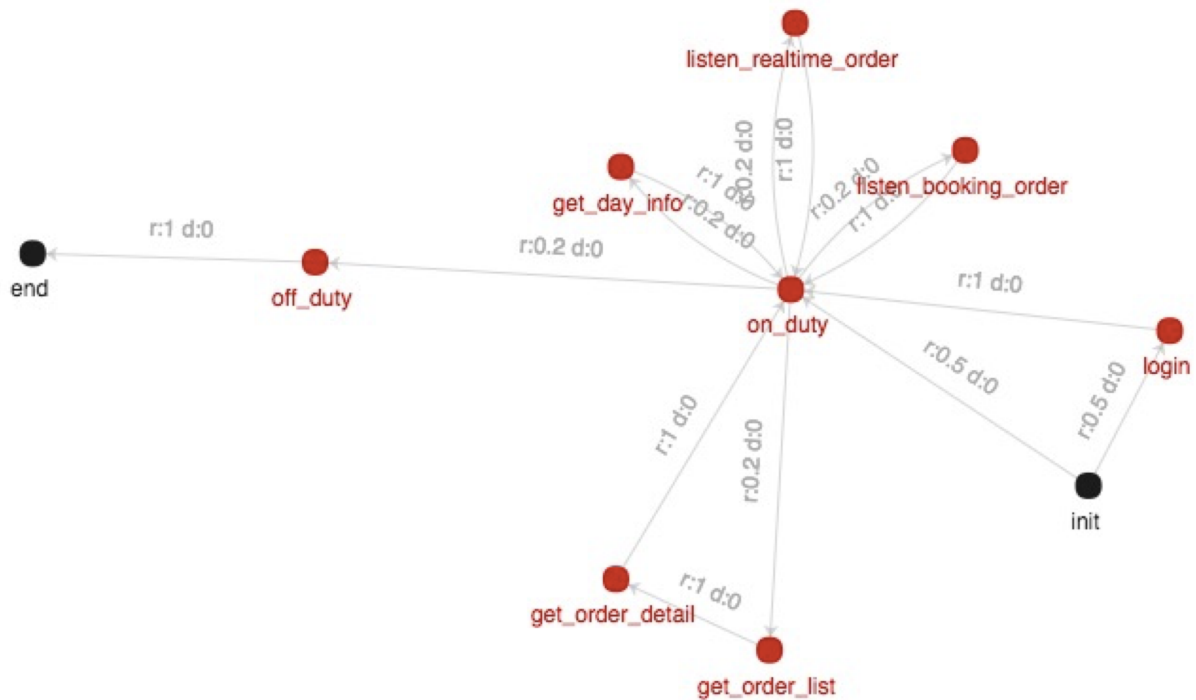 listen_realtime_order
r:0.2 d:0
r:1 d:0
listen_booking_order
r:0.2 d:0
r:1 d:0
get_day_info
r:1 d:0
r:0.2 d:0
r:1 d:0
end
off_duty
r:0.2 d:0
on_duty
r:1 d:0
login
r:0.5 d:0
r:0.5 d:0
init
r:1 d:0
r:0.2 d:0
get_order_detail
r:1 d:0
get_order_list